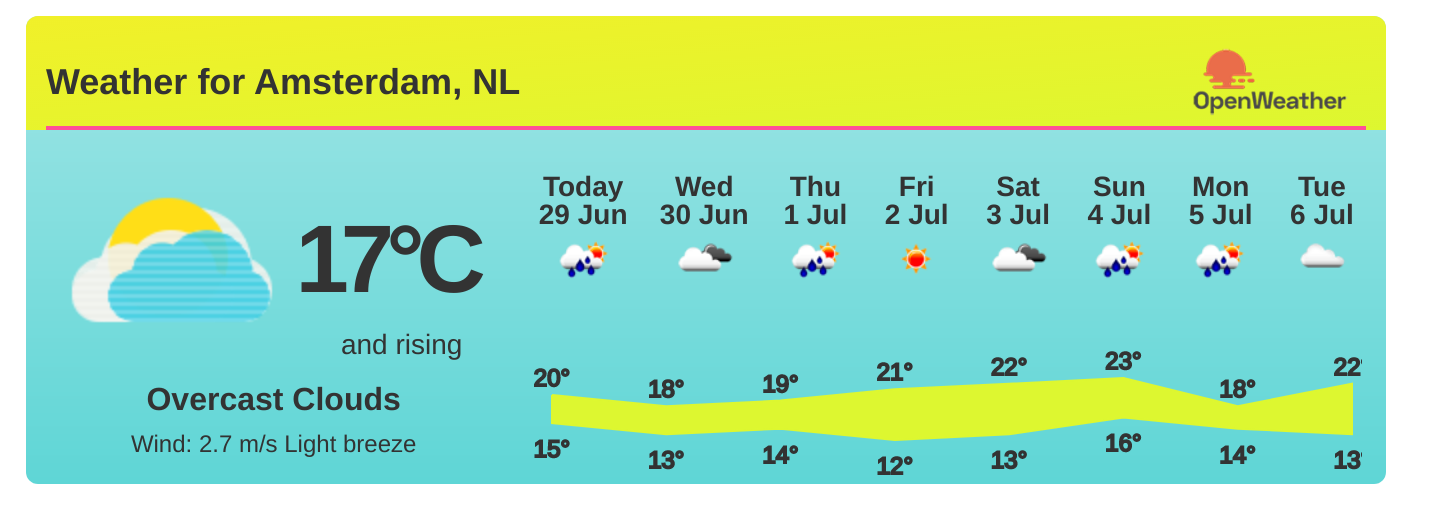 Weather for Amsterdam, NL
OpenWeather
17°C
and rising
Overcast Clouds
Wind: 2.7 m/s Light breeze
Today Wed Thu Fri Sat Sun Mon Tue
29 Jun 30 Jun 1 Jul 2 Jul 3 Jul 4 Jul 5 Jul 6 Jul
20° 18° 19° 21° 22° 23° 18° 22°
15° 13° 14° 12° 13° 16° 14° 13°